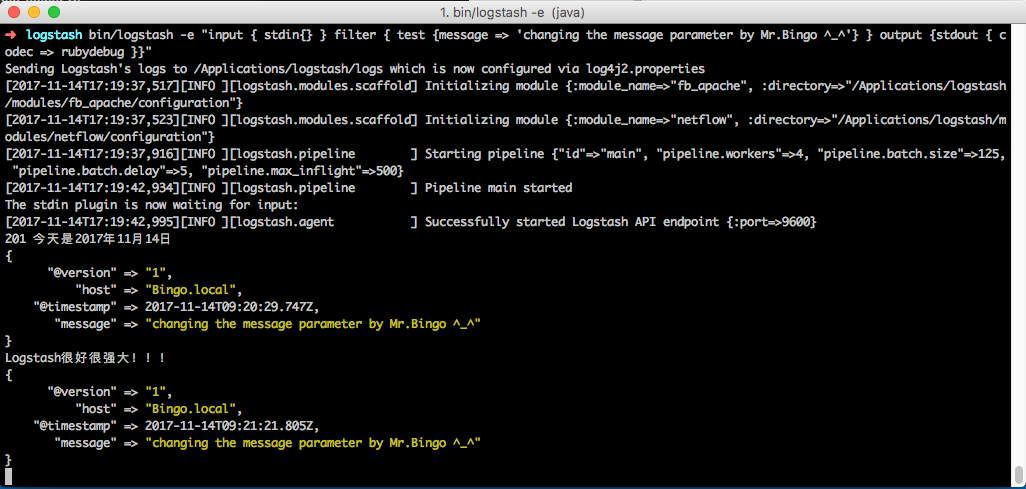 1. bin/logstash -e (java)
➜ logstash bin/logstash -e "input { stdin{} } filter { test {message => 'changing the message parameter by Mr.Bingo ^_^'} } output {stdout { c
odec => rubydebug }}"
Sending Logstash's logs to /Applications/logstash/logs which is now configured via log4j2.properties
[2017-11-14T17:19:37,517][INFO ][logstash.modules.scaffold] Initializing module {:module_name=>"fb_apache", :directory=>"/Applications/logstash
/modules/fb_apache/configuration"}
[2017-11-14T17:19:37,523][INFO ][logstash.modules.scaffold] Initializing module {:module_name=>"netflow", :directory=>"/Applications/logstash/m
odules/netflow/configuration"}
[2017-11-14T17:19:37,916][INFO ][logstash.pipeline        ] Starting pipeline {"id"=>"main", "pipeline.workers"=>4, "pipeline.batch.size"=>125,
 "pipeline.batch.delay"=>5, "pipeline.max_inflight"=>500}
[2017-11-14T17:19:42,934][INFO ][logstash.pipeline        ] Pipeline main started
The stdin plugin is now waiting for input:
[2017-11-14T17:19:42,995][INFO ][logstash.agent           ] Successfully started Logstash API endpoint {:port=>9600}
201 今天是2017年11月14日
{
      "@version" => "1",
          "host" => "Bingo.local",
    "@timestamp" => 2017-11-14T09:20:29.747Z,
       "message" => "changing the message parameter by Mr.Bingo ^_^"
}
Logstash很好很强大！！！
{
      "@version" => "1",
          "host" => "Bingo.local",
    "@timestamp" => 2017-11-14T09:21:21.805Z,
       "message" => "changing the message parameter by Mr.Bingo ^_^"
}